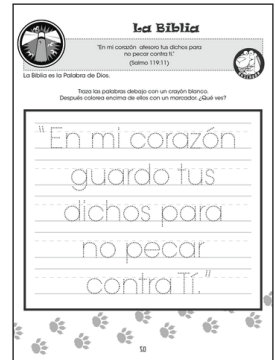 La Biblia
"En mi corazón atesoro tus dichos para
no pecar contra ti."
(Salmo 119.11)
La Biblia es la Palabra de Dios.
Traza las palabras debajo con un crayón blanco.
Después colorea encima de ellos con un marcador. ¿Qué ves?
"En mi corazón
guardo tus
dichos para
no pecar
contra Tí."